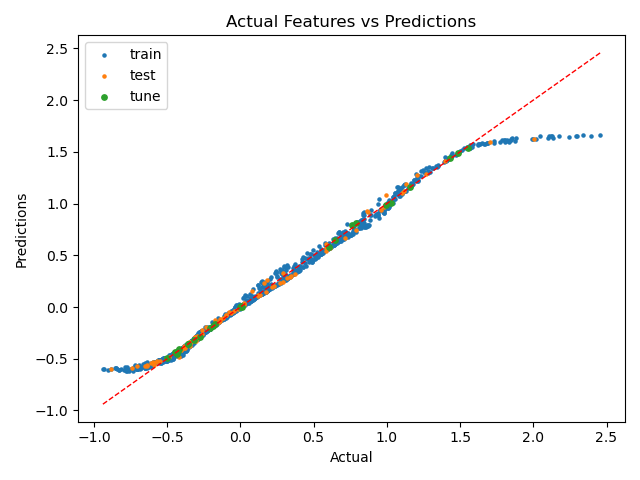 Actual Features vs Predictions
train
test
tune
2.5
2.0
1.5
1.0
0.5
0.0
−0.5
−1.0
Predictions
−1.0 −0.5 0.0 0.5 1.0 1.5 2.0 2.5
Actual